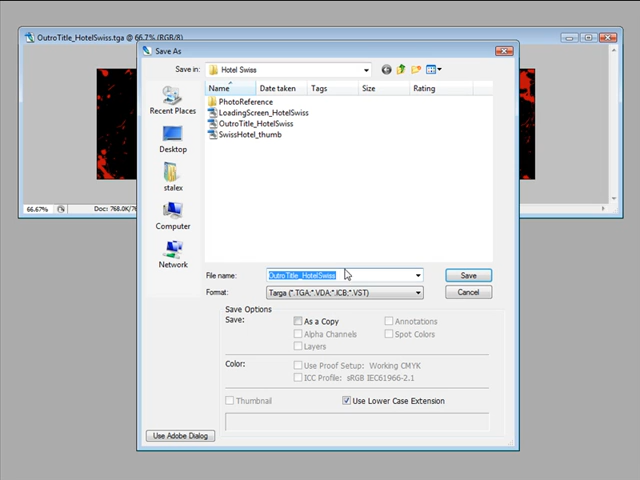 OutroTitle_HotelSwiss.tga @ 66.7% (RGB/8)
Save As
Save in: Hotel Swiss
Name Date taken Tags Size Rating
PhotoReference
LoadingScreen_HotelSwiss
OutroTitle_HotelSwiss
SwissHotel_thumb
Recent Places
Desktop
stalex
Computer
Network
66.67% Doc: 768.0K/76
File name: OutroTitle_HotelSwiss Save
Format: Targa (*.TGA;*.VDA;*.ICB;*.VST) Cancel
Save Options
Save: As a Copy Annotations
Alpha Channels Spot Colors
Layers
Color: Use Proof Setup: Working CMYK
ICC Profile: sRGB IEC61966-2.1
Thumbnail Use Lower Case Extension
Use Adobe Dialog